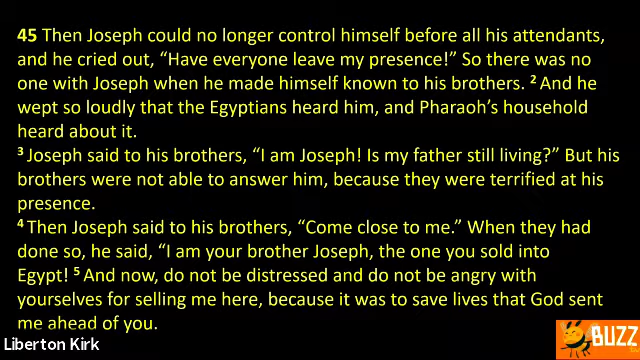 45 Then Joseph could no longer control himself before all his attendants,
and he cried out, “Have everyone leave my presence!” So there was no
one with Joseph when he made himself known to his brothers. 2 And he
wept so loudly that the Egyptians heard him, and Pharaoh’s household
heard about it.
3 Joseph said to his brothers, “I am Joseph! Is my father still living?” But his
brothers were not able to answer him, because they were terrified at his
presence.
4 Then Joseph said to his brothers, “Come close to me.” When they had
done so, he said, “I am your brother Joseph, the one you sold into
Egypt! 5 And now, do not be distressed and do not be angry with
yourselves for selling me here, because it was to save lives that God sent
me ahead of you.
Liberton Kirk
BUZZ